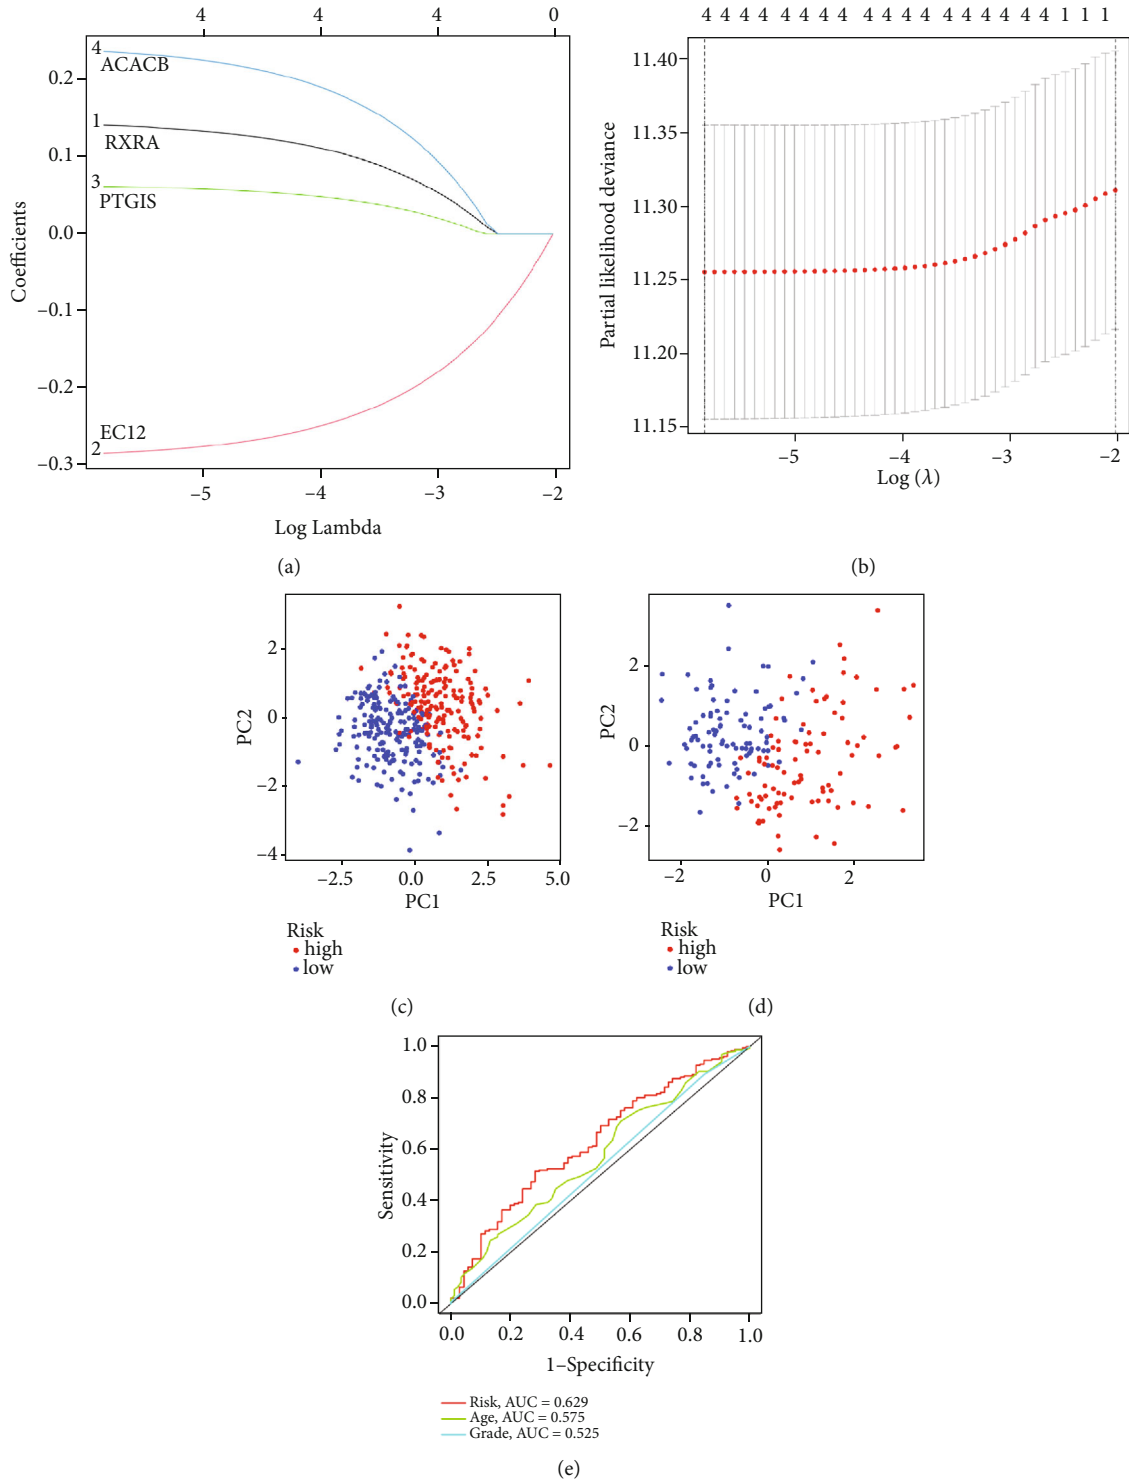 4 4 4 0
4
ACACB
1
RXRA
3
PTGIS
EC12
2
0.2
0.1
0.0
−0.1
−0.2
−0.3
Coefficients
−5 −4 −3 −2
Log Lambda
(a)
4 4 4 4 4 4 4 4 4 4 4 4 4 4 4 4 4 4 1 1 1
11.40
11.35
11.30
11.25
11.20
11.15
Partial likelihood deviance
−5 −4 −3 −2
Log (λ)
(b)
2
0
−2
−4
PC2
−2.5 0.0 2.5 5.0
PC1
Risk
high
low
(c)
2
0
−2
PC2
−2 0 2
PC1
Risk
high
low
(d)
1.0
0.8
0.6
0.4
0.2
0.0
Sensitivity
0.0 0.2 0.4 0.6 0.8 1.0
1−Specificity
Risk, AUC = 0.629
Age, AUC = 0.575
Grade, AUC = 0.525
(e)